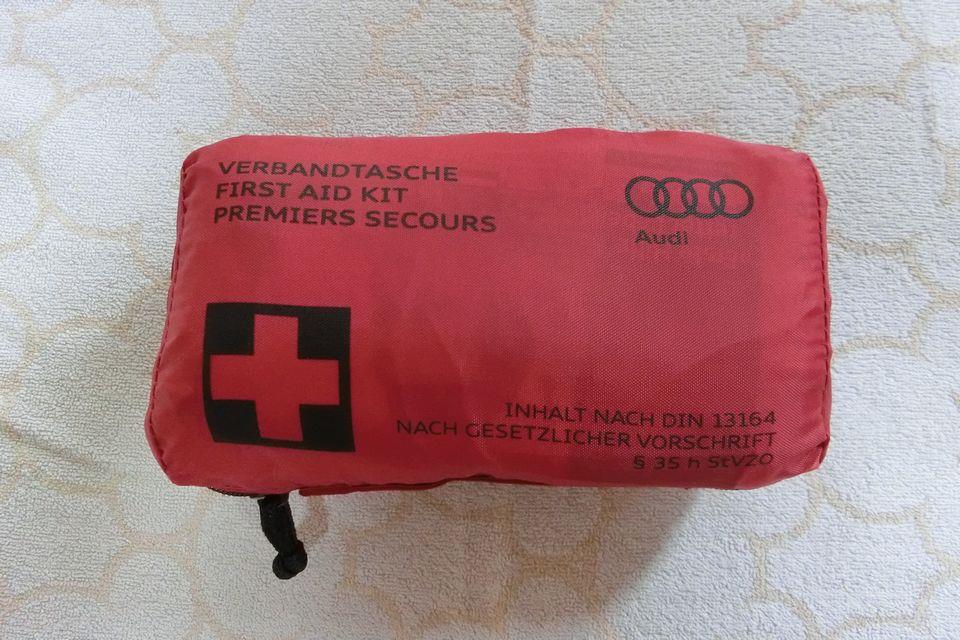 VERBANDTASCHE
FIRST AID KIT
PREMIERS SECOURS
Audi
INHALT NACH DIN 13164
NACH GESETZLICHER VORSCHRIFT
§ 35 h StVZO